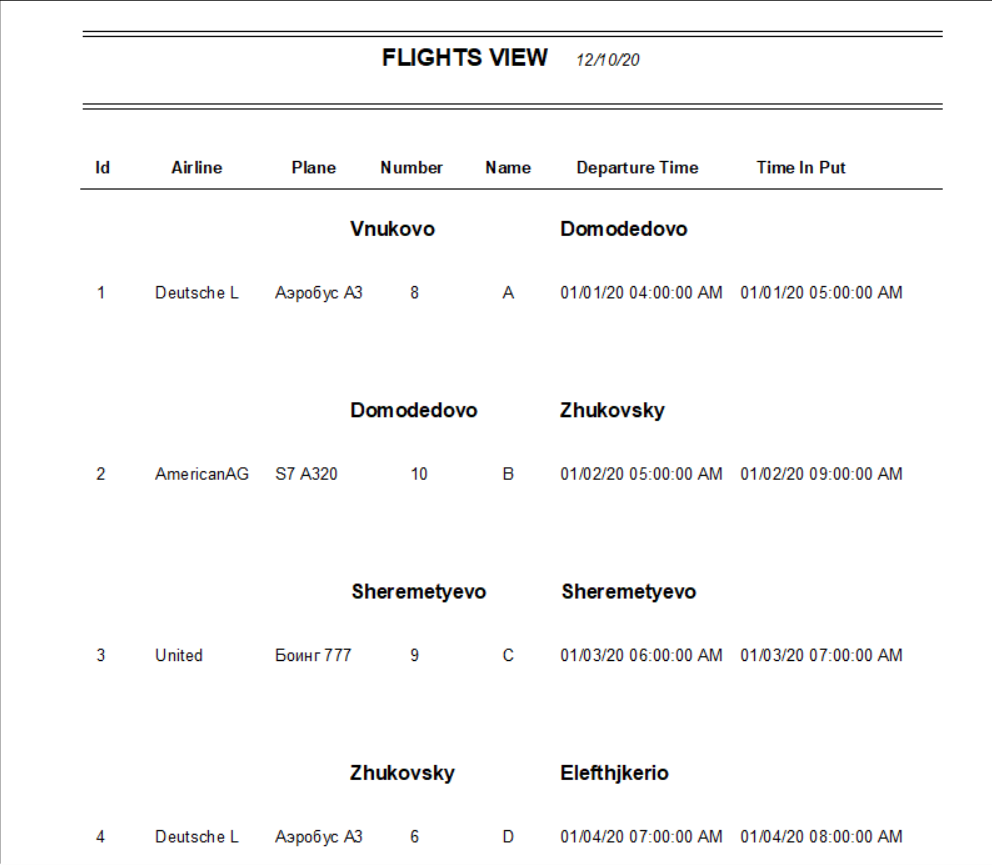 FLIGHTS VIEW 12/10/20
Id Airline Plane Number Name Departure Time Time In Put
Vnukovo Domodedovo
1 Deutsche L Аэробус А3 8 A 01/01/20 04:00:00 AM 01/01/20 05:00:00 AM
Domodedovo Zhukovsky
2 AmericanAG S7 A320 10 B 01/02/20 05:00:00 AM 01/02/20 09:00:00 AM
Sheremetyevo Sheremetyevo
3 United Боинг 777 9 C 01/03/20 06:00:00 AM 01/03/20 07:00:00 AM
Zhukovsky Elefthjkerio
4 Deutsche L Аэробус А3 6 D 01/04/20 07:00:00 AM 01/04/20 08:00:00 AM